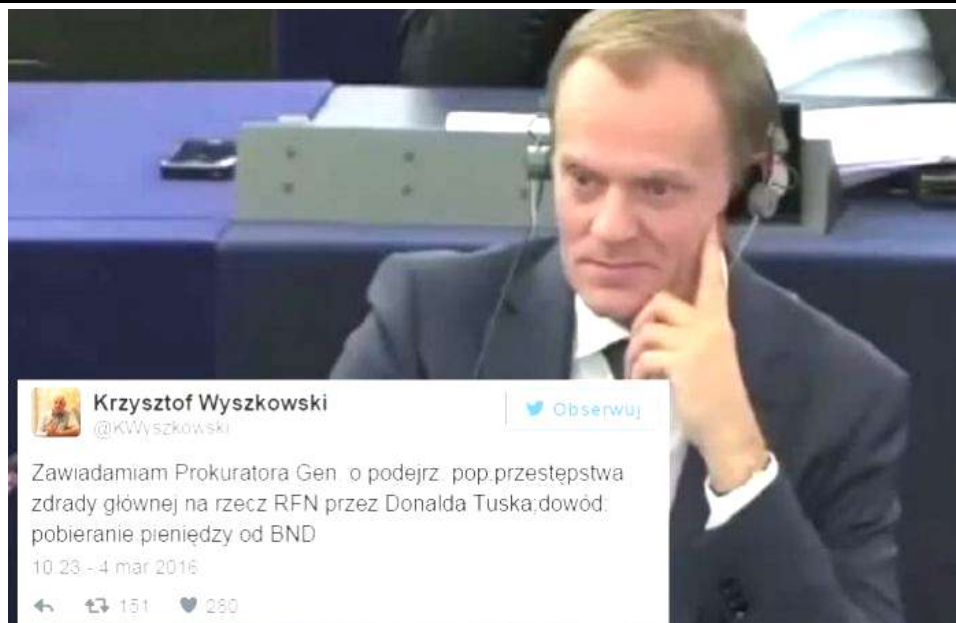 Krzysztof Wyszkowski
Obserwuj
@KWyszkowski
Zawiadamiam Prokuratora Gen. o podejrz. pop.przestępstwa
zdrady głównej na rzecz RFN przez Donalda Tuska;dowód:
pobieranie pieniędzy od BND
10:23 - 4 mar 2016
151
260